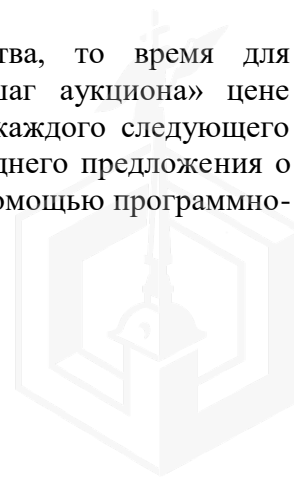 тва, то время для
шаг аукциона» цене
каждого следующего
днего предложения о
омощью программно-